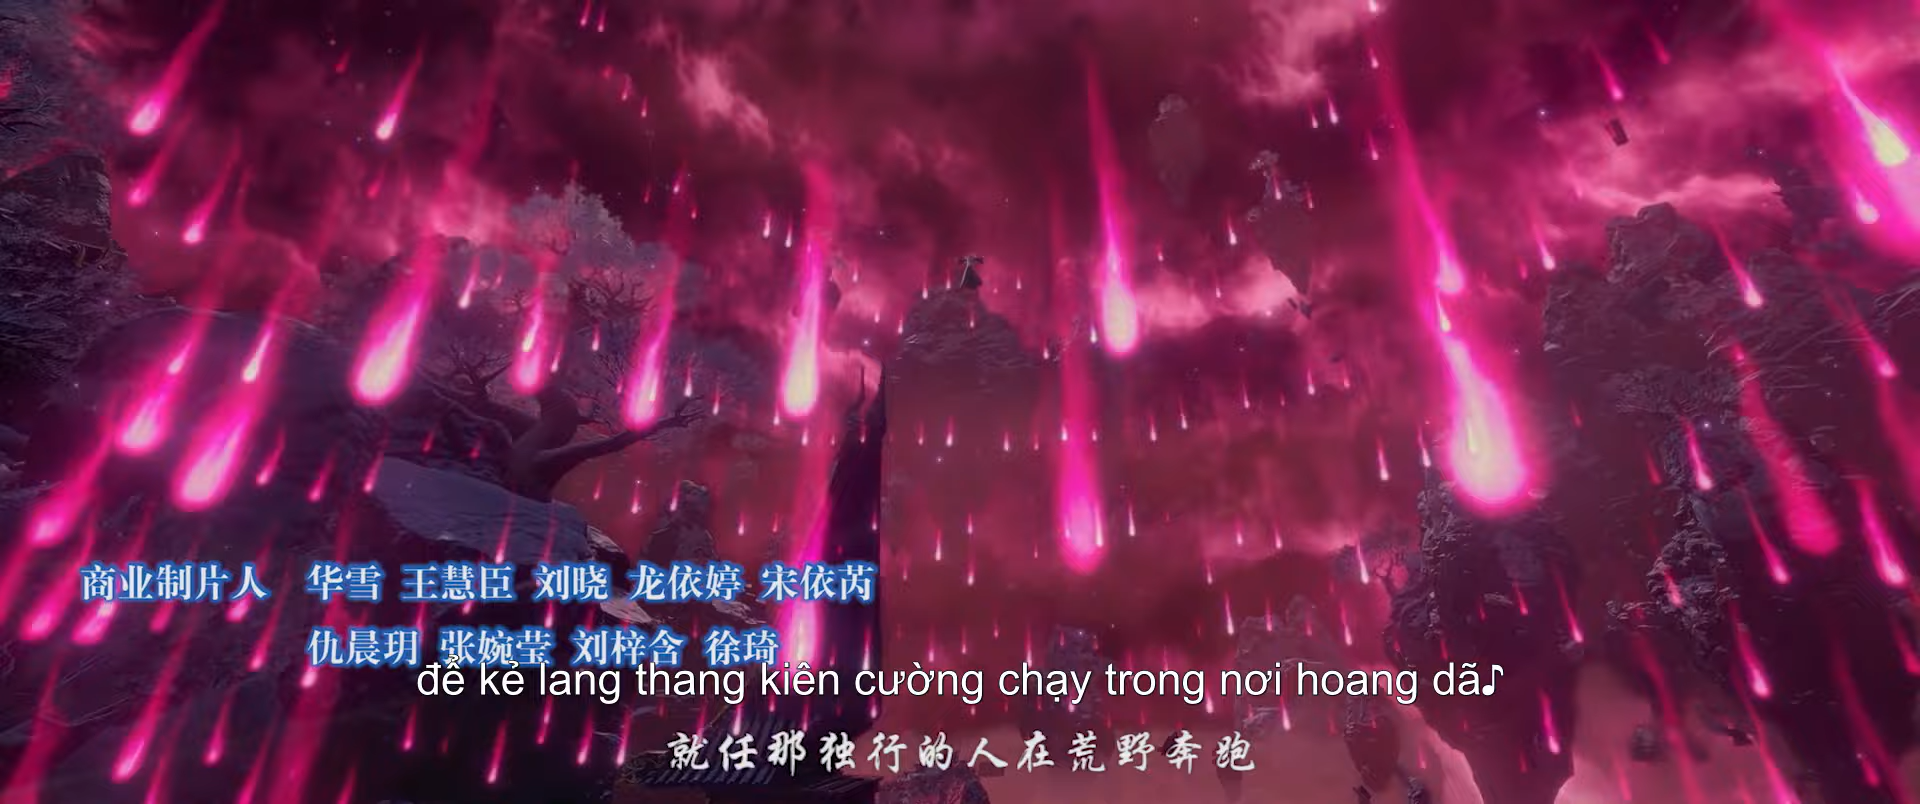 商业制片人 华雪 王慧臣 刘晓 龙依婷 宋依芮
仇晨玥 张婉莹 刘梓含 徐琦
để kẻ lang thang kiên cường chạy trong nơi hoang dã♪
就任那独行的人在荒野奔跑